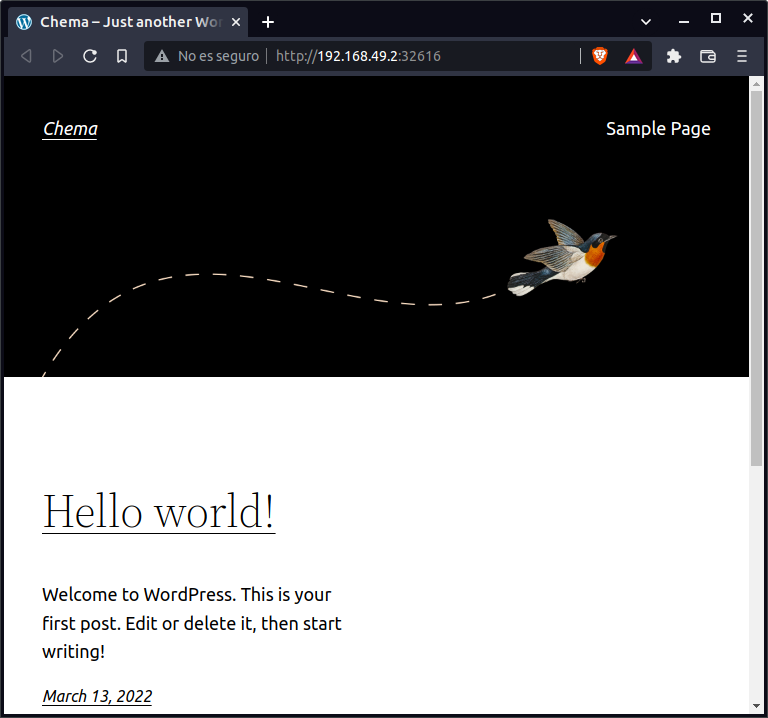 Chema – Just another Wor
No es seguro
http://192.168.49.2:32616
Chema
Sample Page
Hello world!
Welcome to WordPress. This is your
first post. Edit or delete it, then start
writing!
March 13, 2022